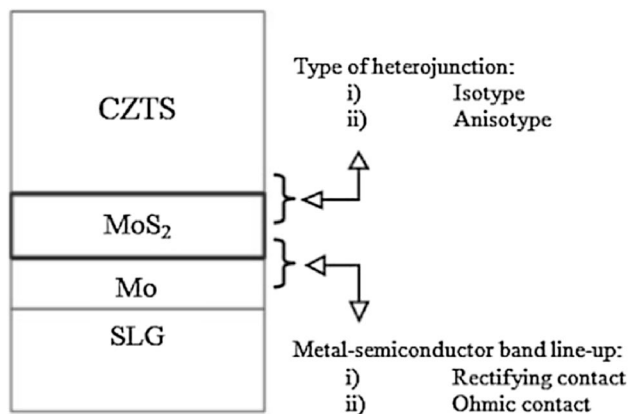 CZTS
MoS₂
Mo
SLG
Type of heterojunction:
i) Isotype
ii) Anisotype
Metal-semiconductor band line-up:
i) Rectifying contact
ii) Ohmic contact